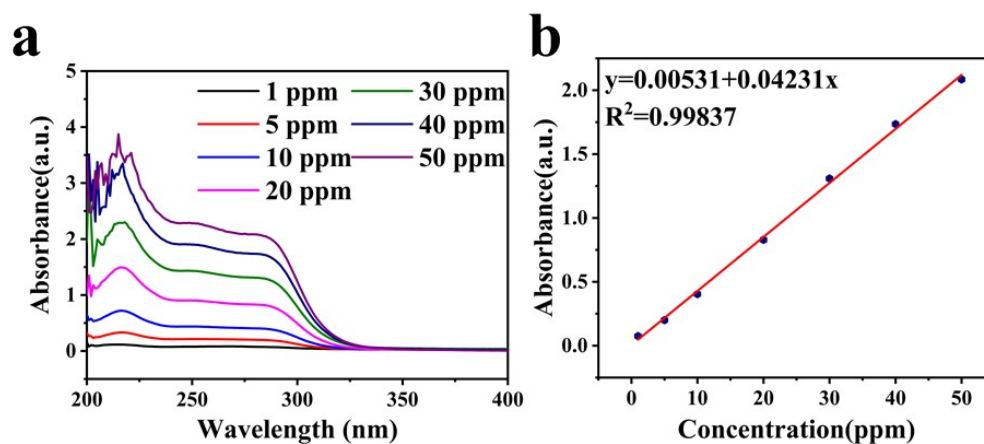 a
Absorbance(a.u.)
5
4
3
2
1
0
1 ppm
5 ppm
10 ppm
20 ppm
30 ppm
40 ppm
50 ppm
200
250
300
350
400
Wavelength (nm)
b
Absorbance(a.u.)
y=0.00531+0.04231x
R²=0.99837
2.0
1.5
1.0
0.5
0.0
0
10
20
30
40
50
Concentration(ppm)